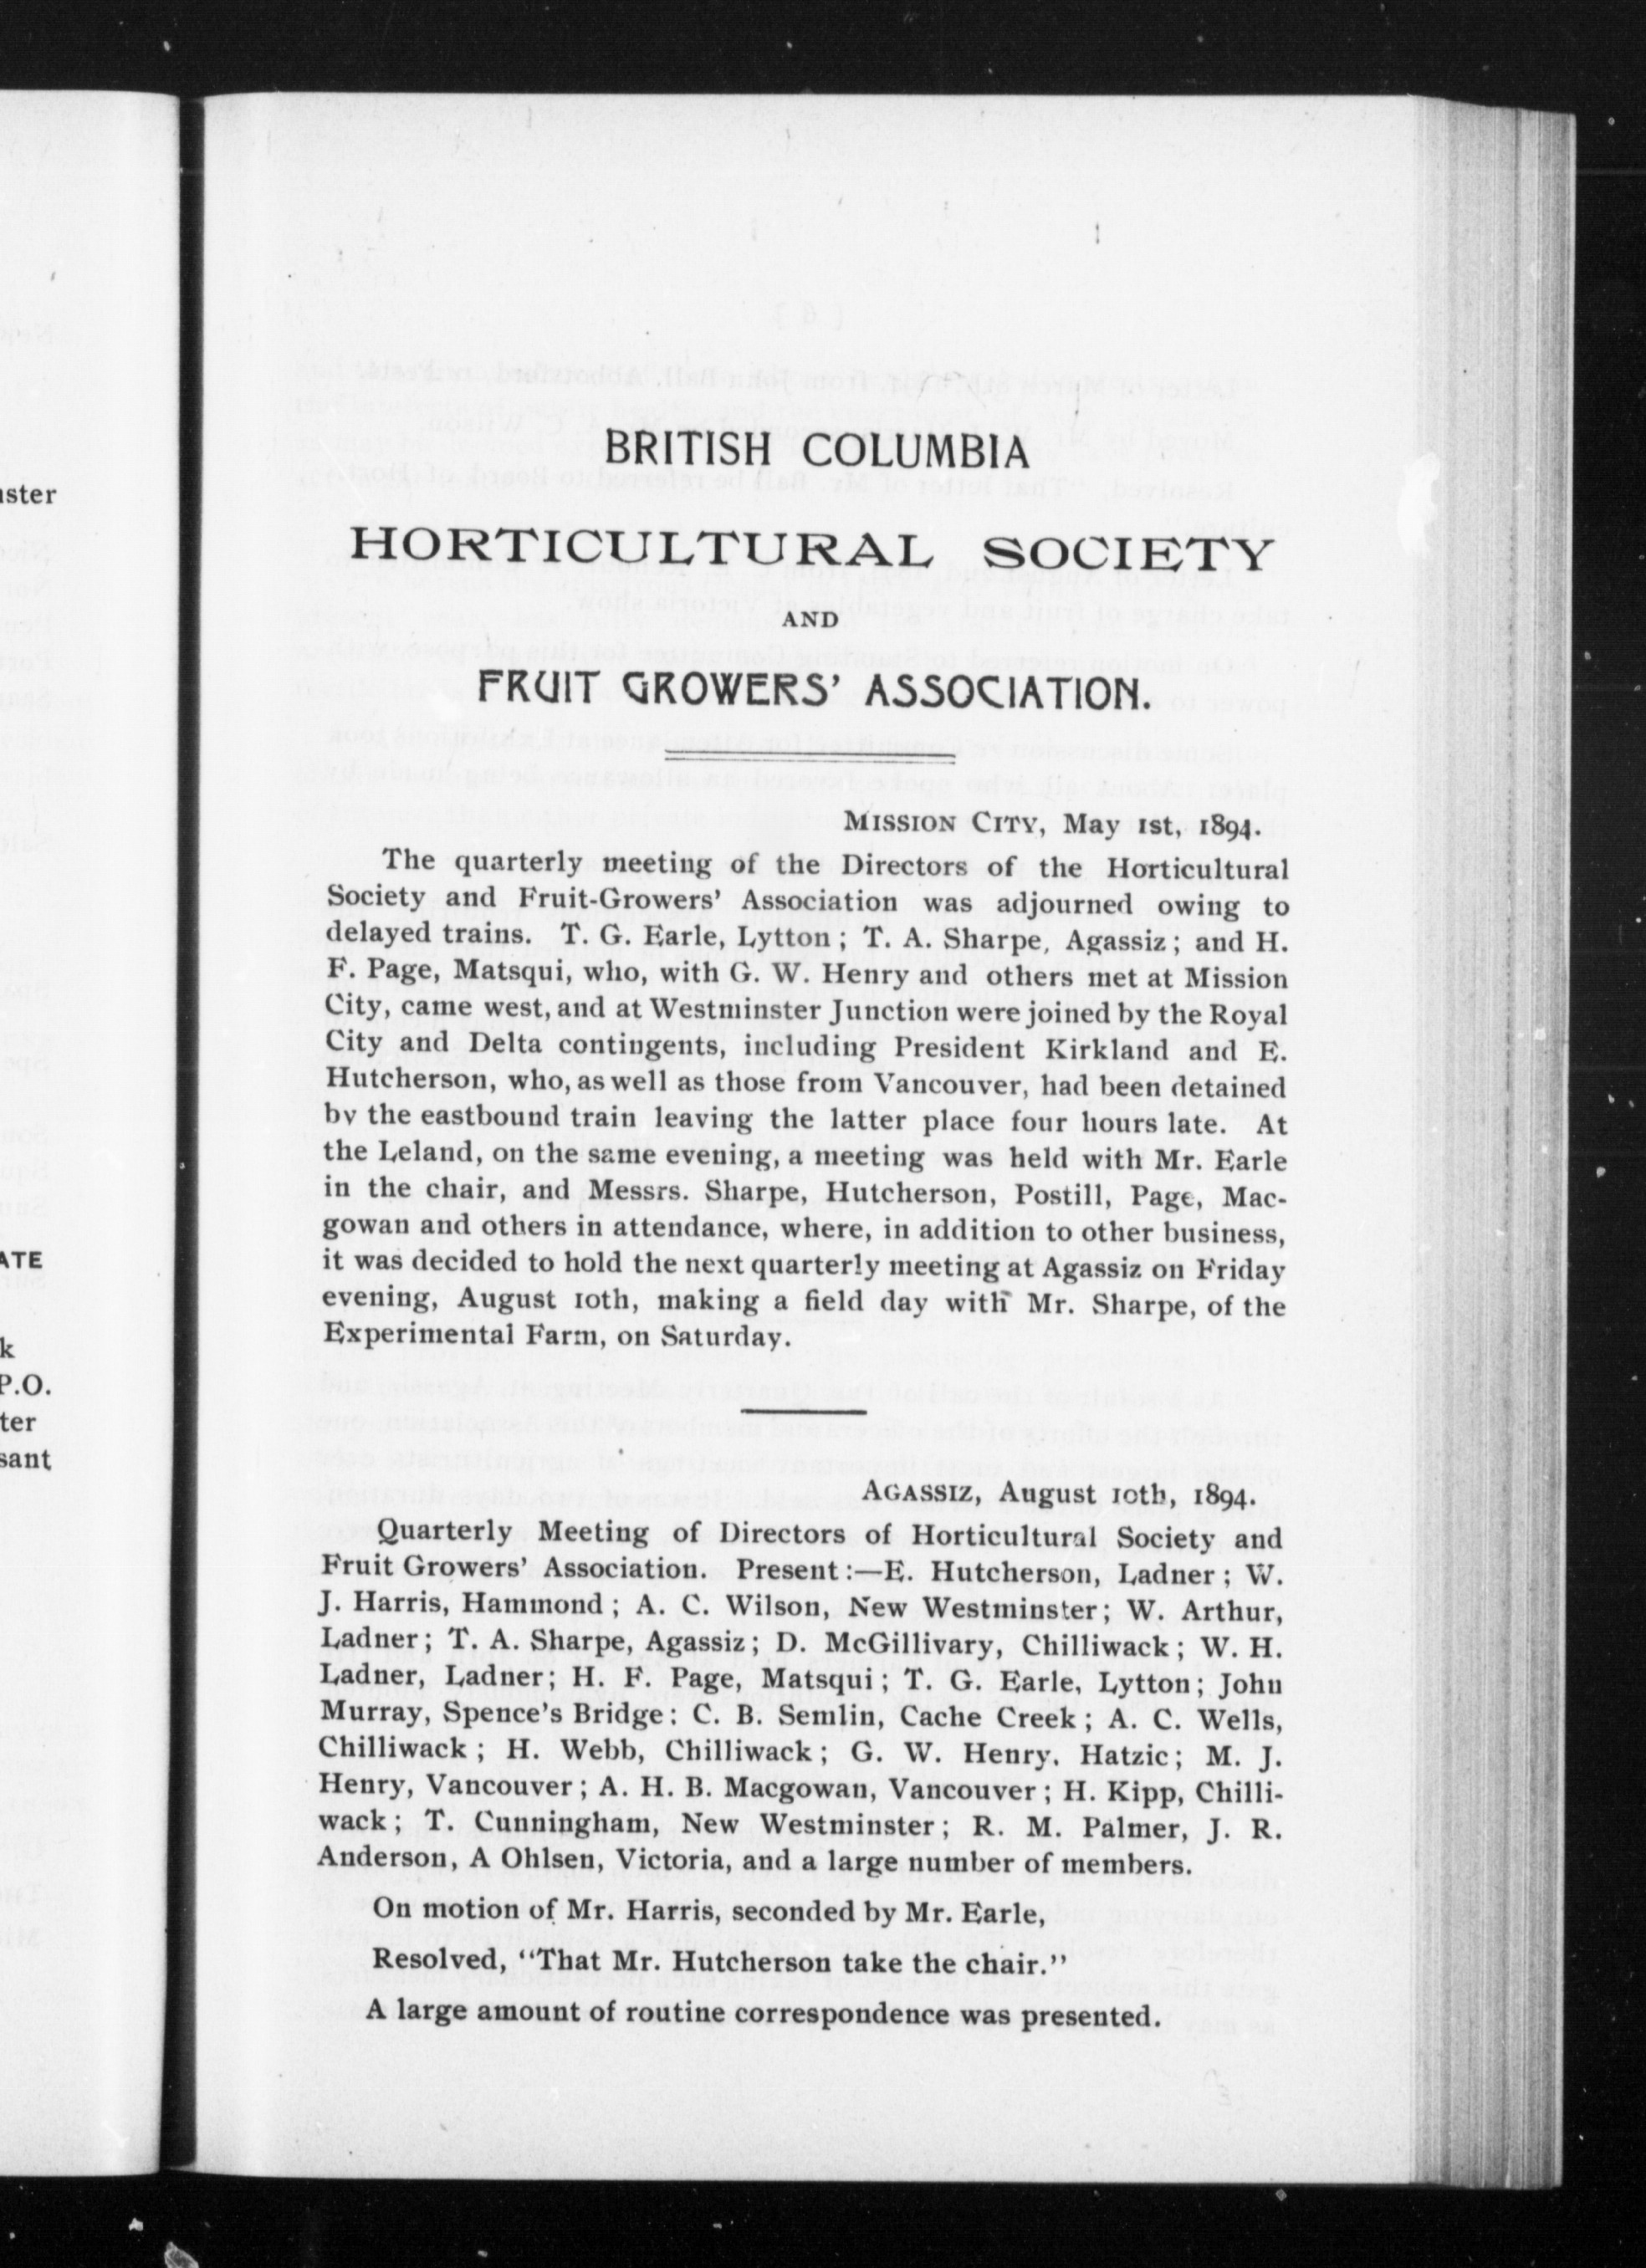 BRITISH COLUMBIA
HORTICULTURAL SOCIETY
AND
FRUIT GROWERS' ASSOCIATION.
MISSION CITY, May 1st, 1894.
The quarterly meeting of the Directors of the Horticultural
Society and Fruit-Growers' Association was adjourned owing to
delayed trains. T. G. Earle, Lytton; T. A. Sharpe, Agassiz; and H.
F. Page, Matsqui, who, with G. W. Henry and others met at Mission
City, came west, and at Westminster Junction were joined by the Royal
City and Delta contingents, including President Kirkland and E.
Hutcherson, who, as well as those from Vancouver, had been detained
by the eastbound train leaving the latter place four hours late. At
the Leland, on the same evening, a meeting was held with Mr. Earle
in the chair, and Messrs. Sharpe, Hutcherson, Postill, Page, Mac-
gowan and others in attendance, where, in addition to other business,
it was decided to hold the next quarterly meeting at Agassiz on Friday
evening, August 10th, making a field day with Mr. Sharpe, of the
Experimental Farm, on Saturday.
AGASSIZ, August 10th, 1894.
Quarterly Meeting of Directors of Horticultural Society and
Fruit Growers' Association. Present:—E. Hutcherson, Ladner; W.
J. Harris, Hammond; A. C. Wilson, New Westminster; W. Arthur,
Ladner; T. A. Sharpe, Agassiz; D. McGillivary, Chilliwack; W. H.
Ladner, Ladner; H. F. Page, Matsqui; T. G. Earle, Lytton; John
Murray, Spence's Bridge: C. B. Semlin, Cache Creek; A. C. Wells,
Chilliwack; H. Webb, Chilliwack; G. W. Henry, Hatzic; M. J.
Henry, Vancouver; A. H. B. Macgowan, Vancouver; H. Kipp, Chilli-
wack; T. Cunningham, New Westminster; R. M. Palmer, J. R.
Anderson, A Ohlsen, Victoria, and a large number of members.
On motion of Mr. Harris, seconded by Mr. Earle,
Resolved, "That Mr. Hutcherson take the chair."
A large amount of routine correspondence was presented.